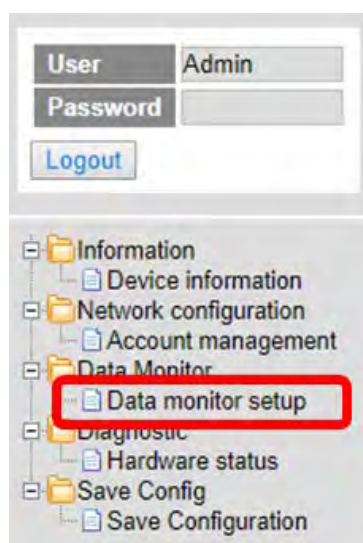 User Admin
Password
Logout
Information
Device information
Network configuration
Account management
Data Monitor
Data monitor setup
Diagnostic
Hardware status
Save Config
Save Configuration